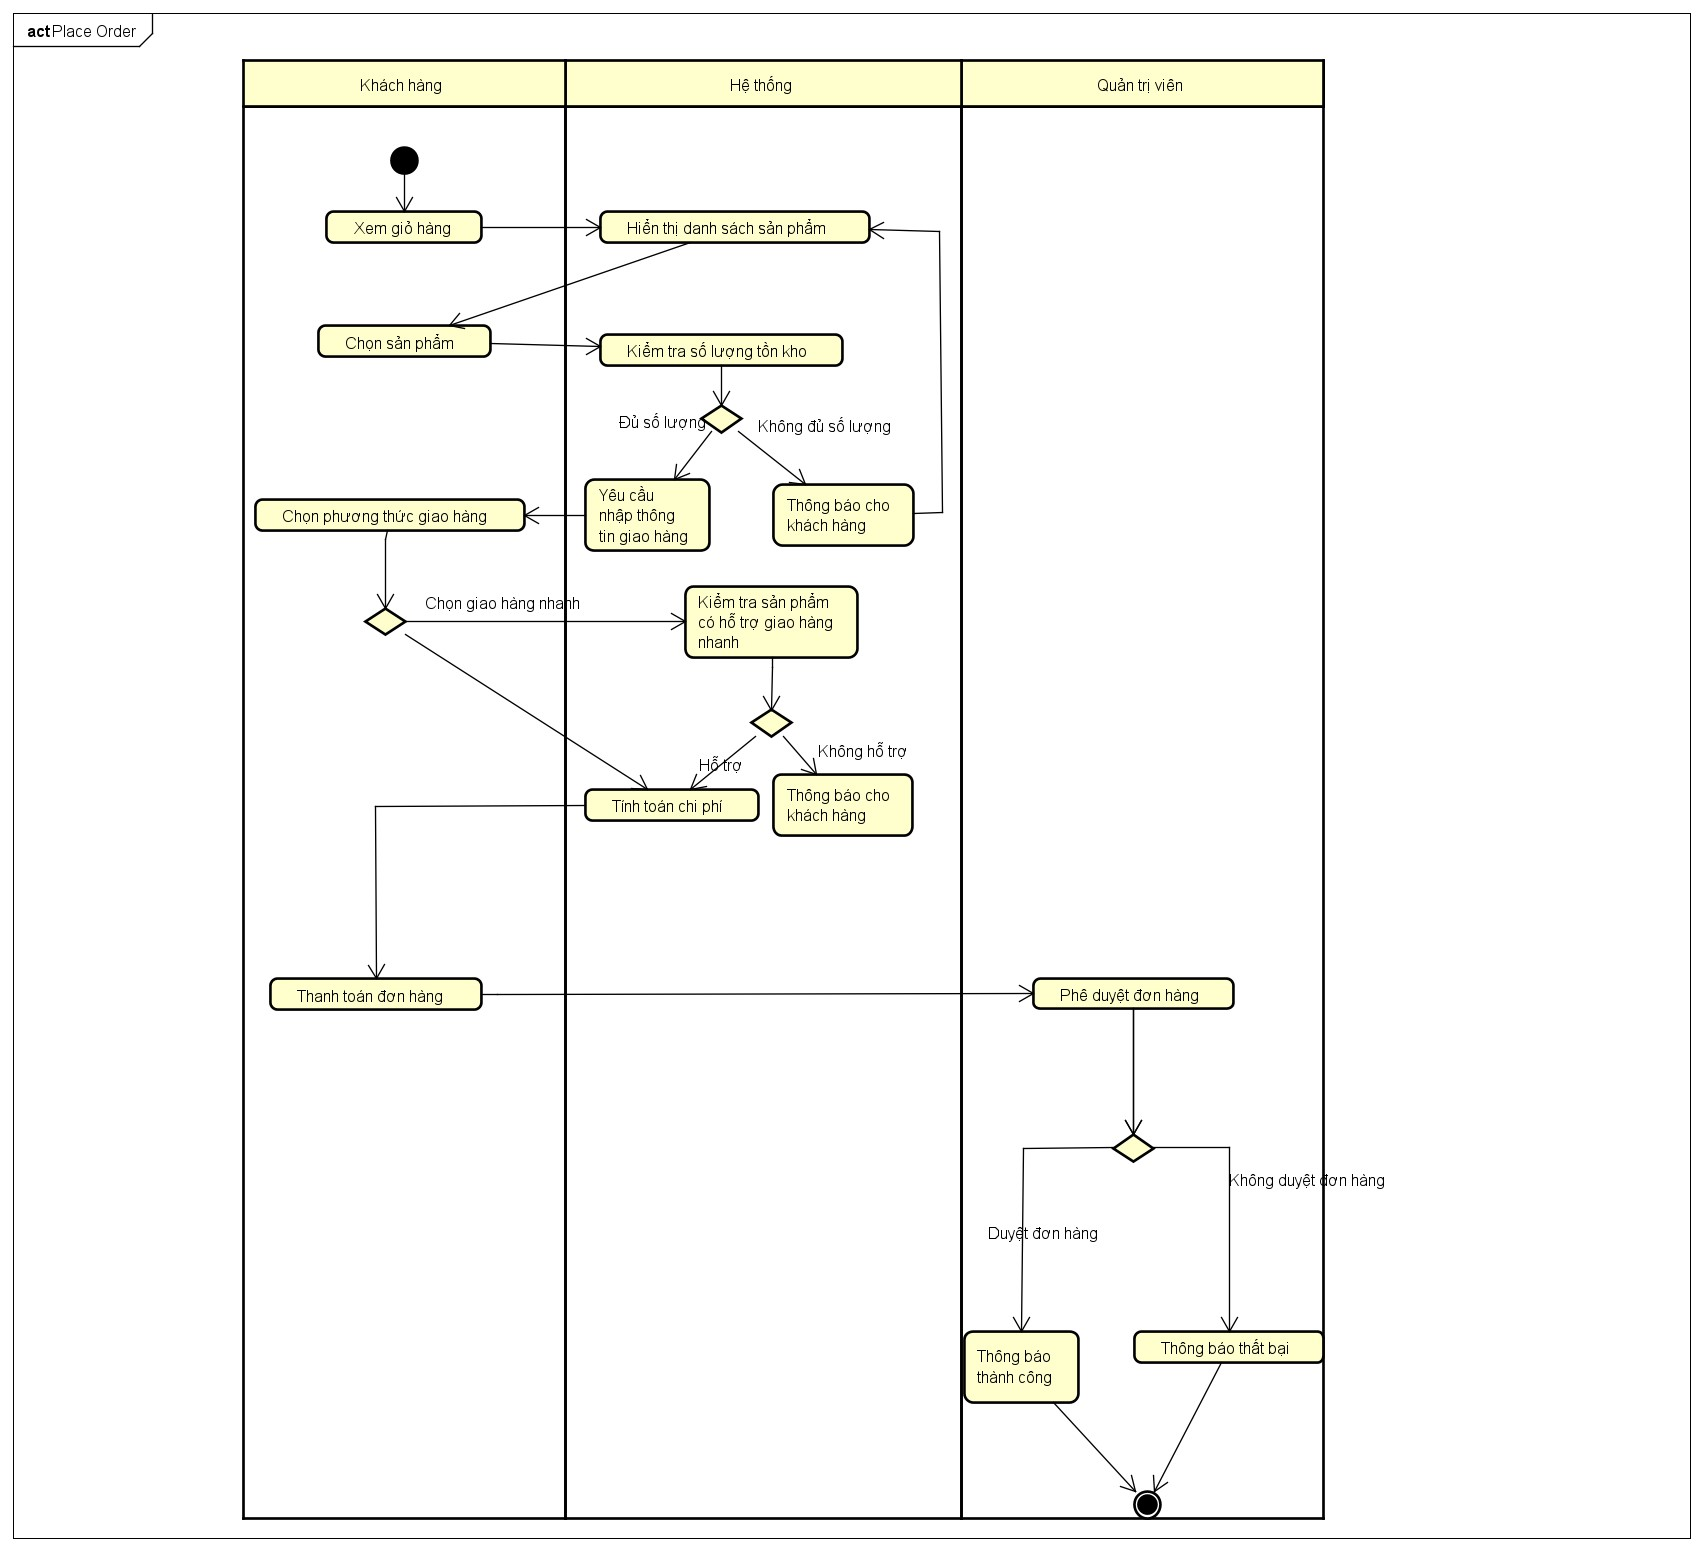 act Place Order
Khách hàng
Hệ thống
Quản trị viên
Xem giỏ hàng
Hiển thị danh sách sản phẩm
Chọn sản phẩm
Kiểm tra số lượng tồn kho
Đủ số lượng
Không đủ số lượng
Yêu cầu
nhập thông
tin giao hàng
Thông báo cho
khách hàng
Chọn phương thức giao hàng
Chọn giao hàng nhanh
Kiểm tra sản phẩm
có hỗ trợ giao hàng
nhanh
Không hỗ trợ
Hỗ trợ
Tính toán chi phí
Thông báo cho
khách hàng
Thanh toán đơn hàng
Phê duyệt đơn hàng
Không duyệt đơn hàng
Duyệt đơn hàng
Thông báo
thành công
Thông báo thất bại